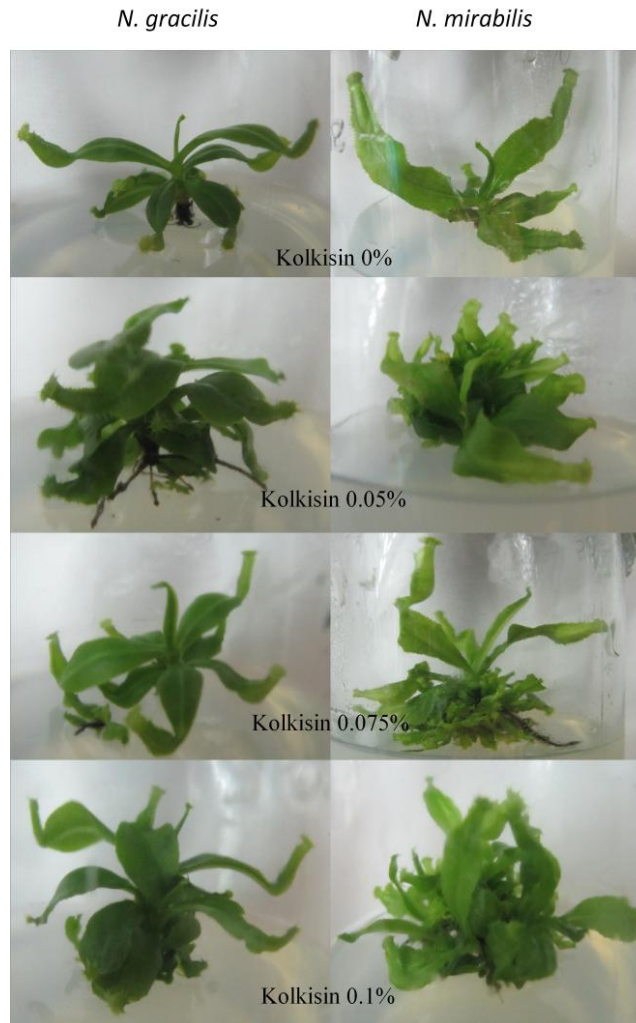 N. gracilis N. mirabilis
Kolkisin 0%
Kolkisin 0.05%
Kolkisin 0.075%
Kolkisin 0.1%